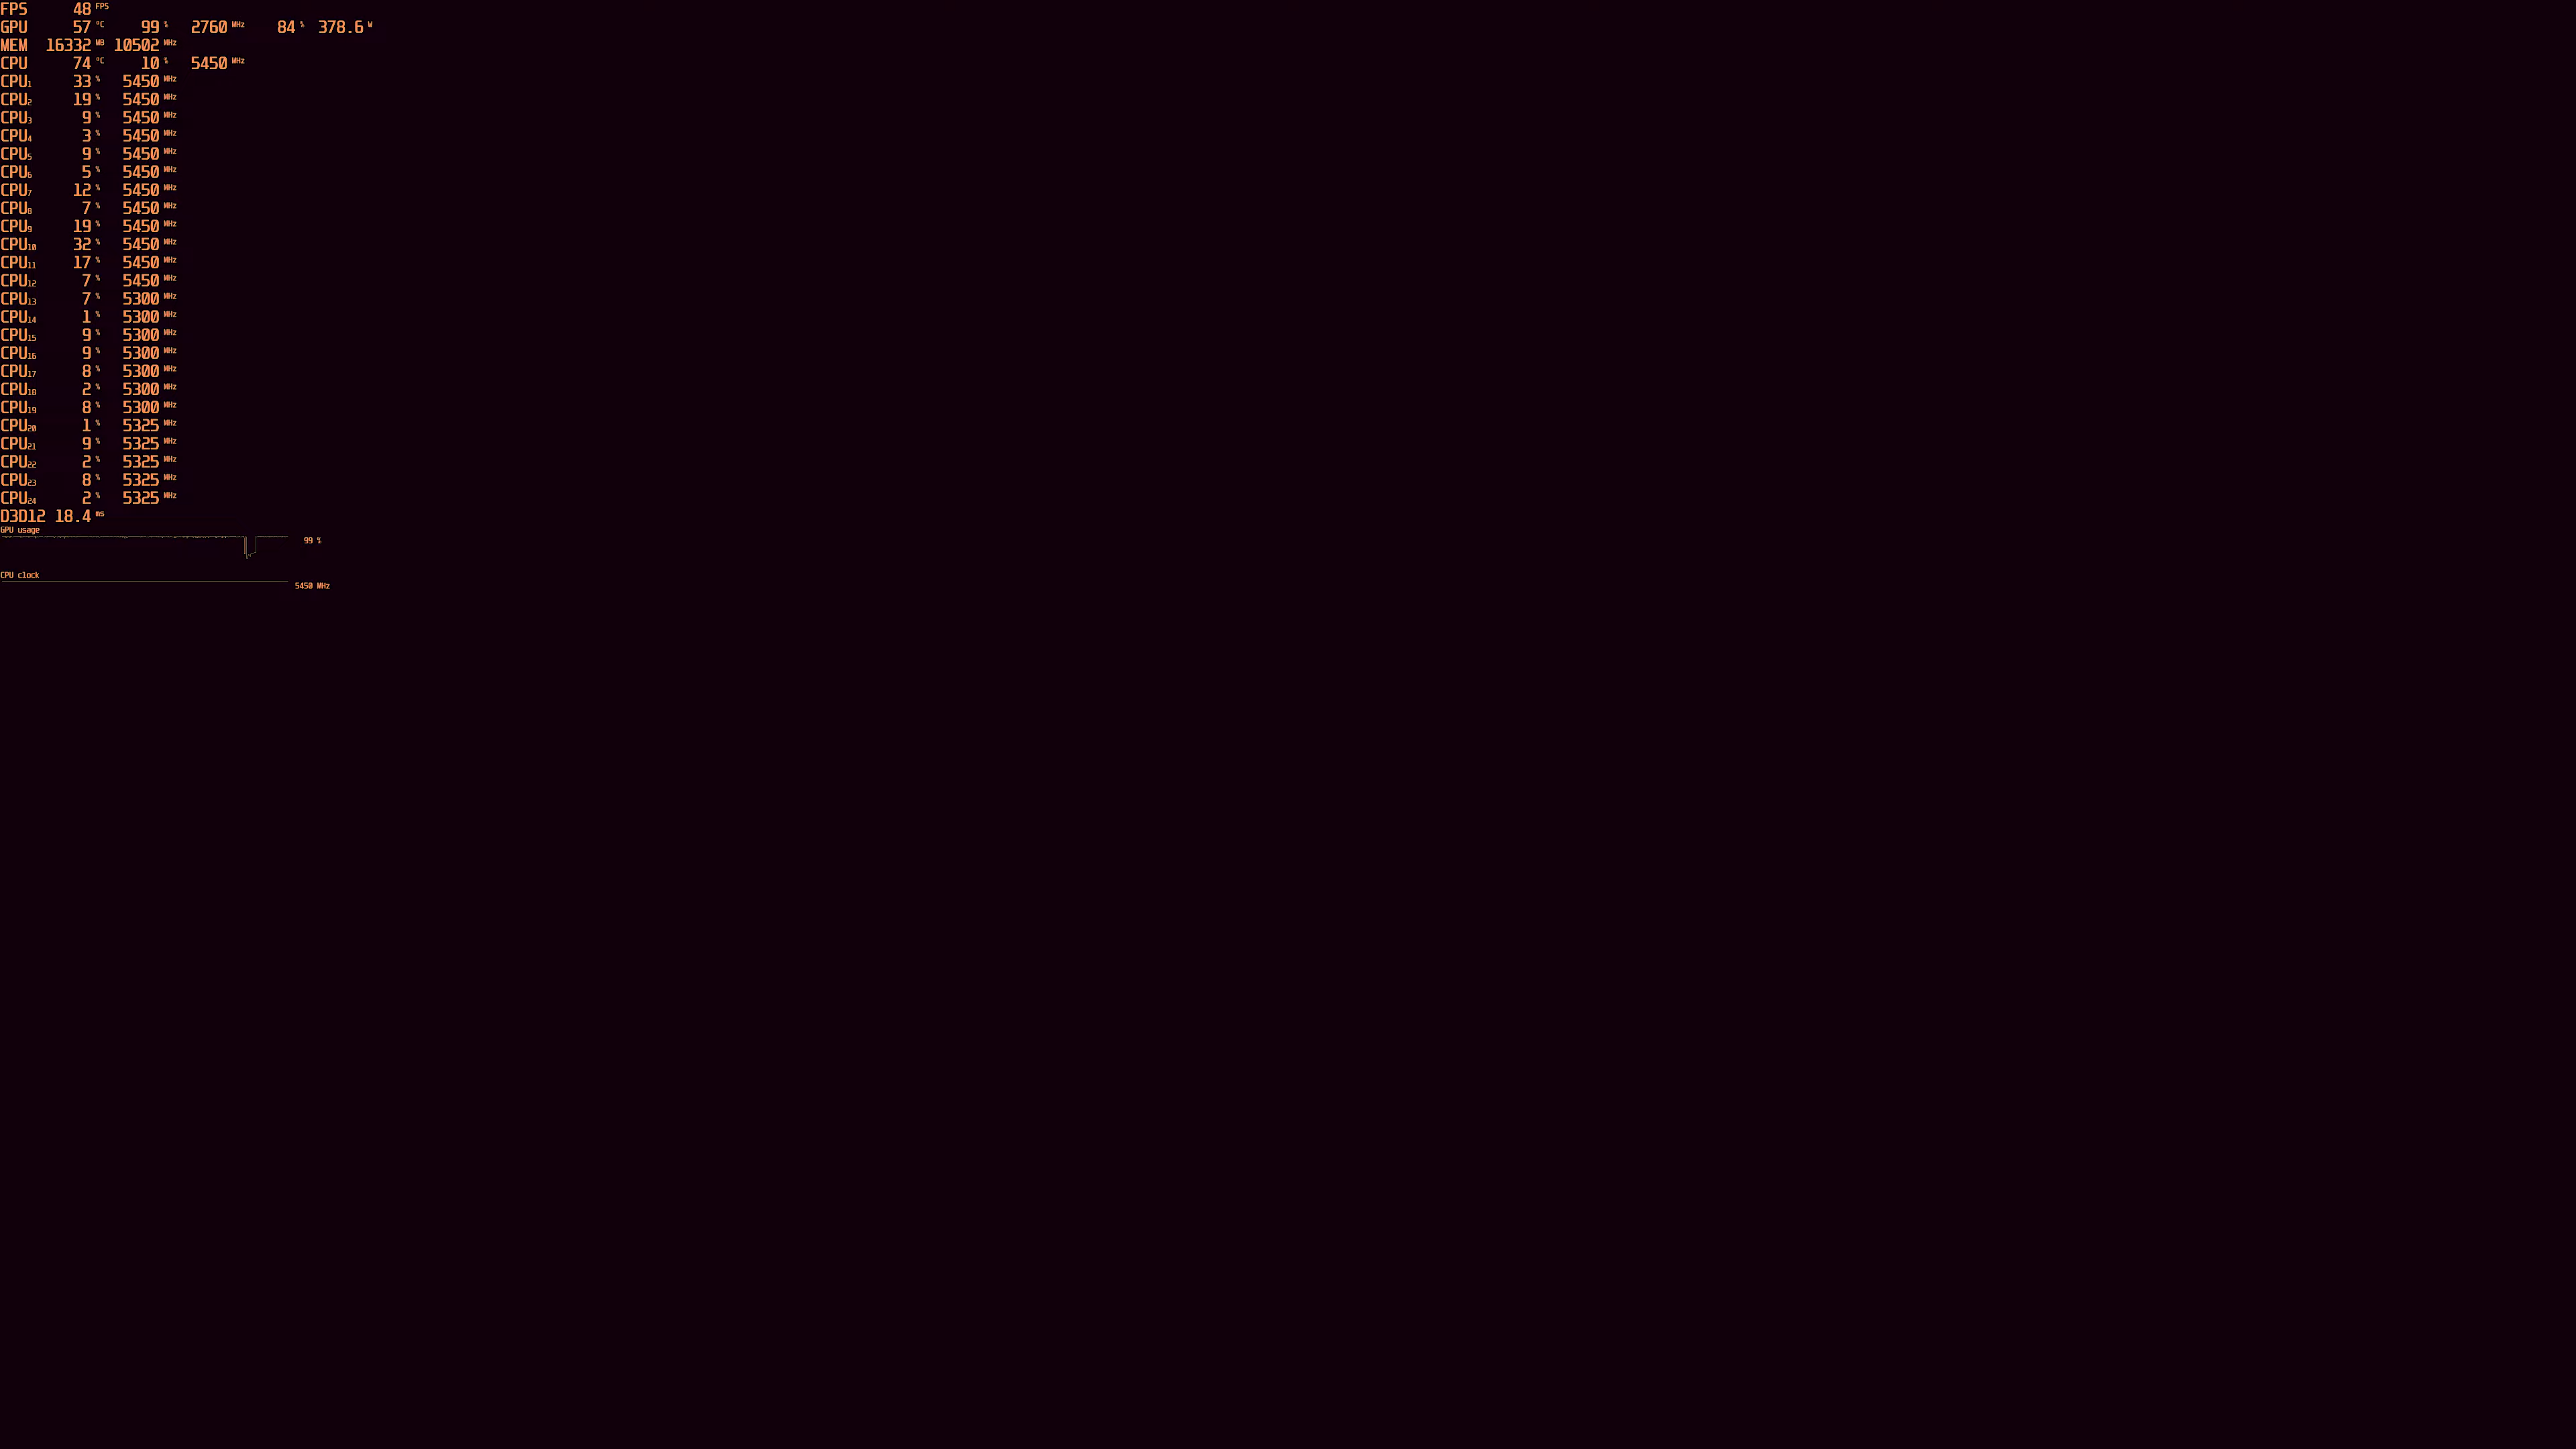 FPS 48 FPS
GPU 57 °C 99 % 2760 MHz 84 % 378.6 W
MEM 16332 MB 10502 MHz
CPU 74 °C 10 % 5450 MHz
CPU1 33 % 5450 MHz
CPU2 19 % 5450 MHz
CPU3 9 % 5450 MHz
CPU4 3 % 5450 MHz
CPU5 9 % 5450 MHz
CPU6 5 % 5450 MHz
CPU7 12 % 5450 MHz
CPU8 7 % 5450 MHz
CPU9 19 % 5450 MHz
CPU10 32 % 5450 MHz
CPU11 17 % 5450 MHz
CPU12 7 % 5450 MHz
CPU13 7 % 5300 MHz
CPU14 1 % 5300 MHz
CPU15 9 % 5300 MHz
CPU16 9 % 5300 MHz
CPU17 8 % 5300 MHz
CPU18 2 % 5300 MHz
CPU19 8 % 5300 MHz
CPU20 1 % 5325 MHz
CPU21 9 % 5325 MHz
CPU22 2 % 5325 MHz
CPU23 8 % 5325 MHz
CPU24 2 % 5325 MHz
D3D12 18.4 ms
GPU usage
99 %
CPU clock
5450 MHz